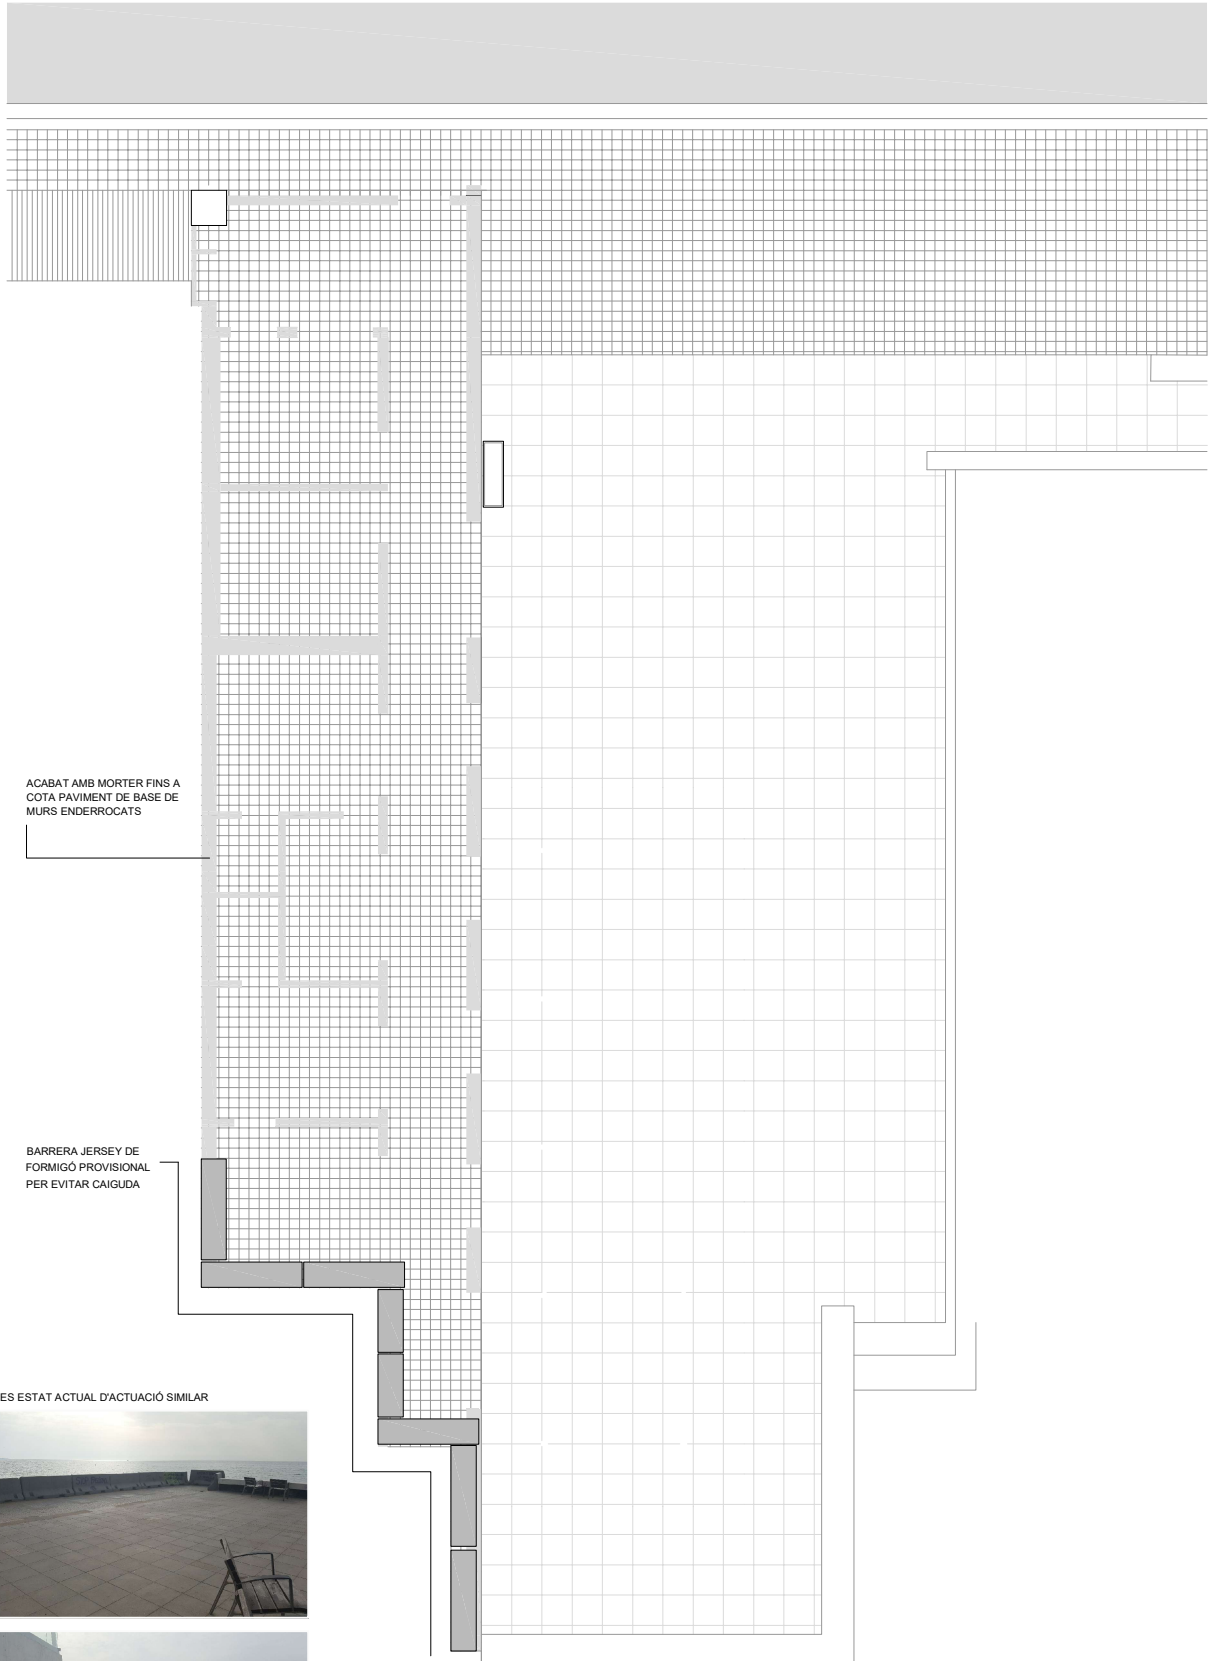 ACABAT AMB MORTER FINS A
COTA PAVIMENT DE BASE DE
MURS ENDERROCATS
BARRERA JERSEY DE
FORMIGÓ PROVISIONAL
PER EVITAR CAIGUDA
ES ESTAT ACTUAL D'ACTUACIÓ SIMILAR